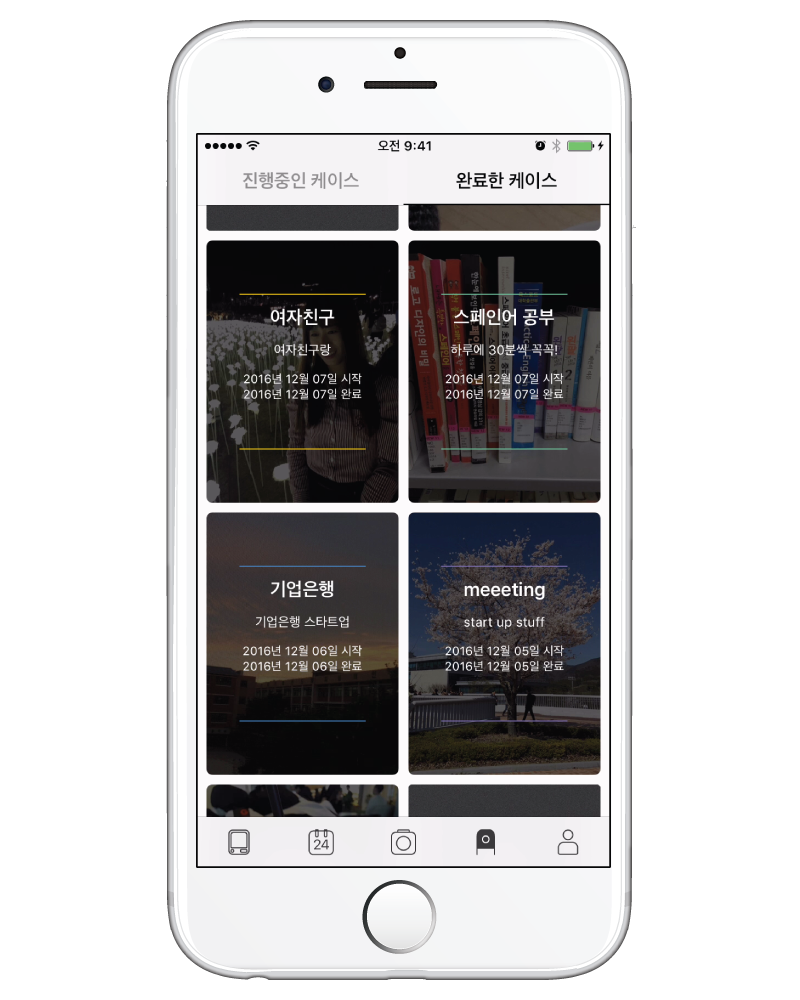 오전 9:41
진행중인 케이스 완료한 케이스
여자친구
여자친구랑
2016년 12월 07일 시작
2016년 12월 07일 완료
스페인어 공부
하루에 30분씩 꼭꼭!
2016년 12월 07일 시작
2016년 12월 07일 완료
기업은행
기업은행 스타트업
2016년 12월 06일 시작
2016년 12월 06일 완료
meeeting
start up stuff
2016년 12월 05일 시작
2016년 12월 05일 완료
24